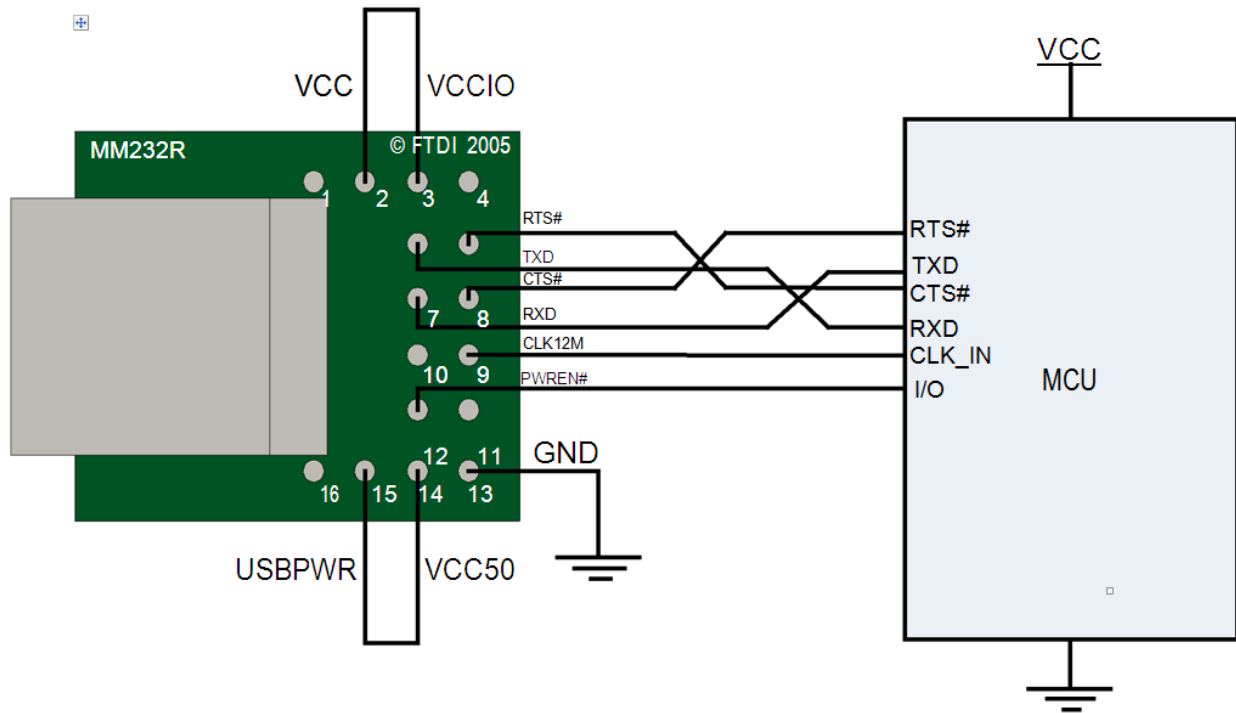 VCC
VCC VCCIO
MM232R
© FTDI 2005
1 2 3 4
RTS#
TXD
CTS#
RXD
CLK12M
PWREN#
7 8
10 9
12 11
16 15 14 13
GND
USBPWR VCC50
RTS#
TXD
CTS#
RXD
CLK_IN
I/O
MCU